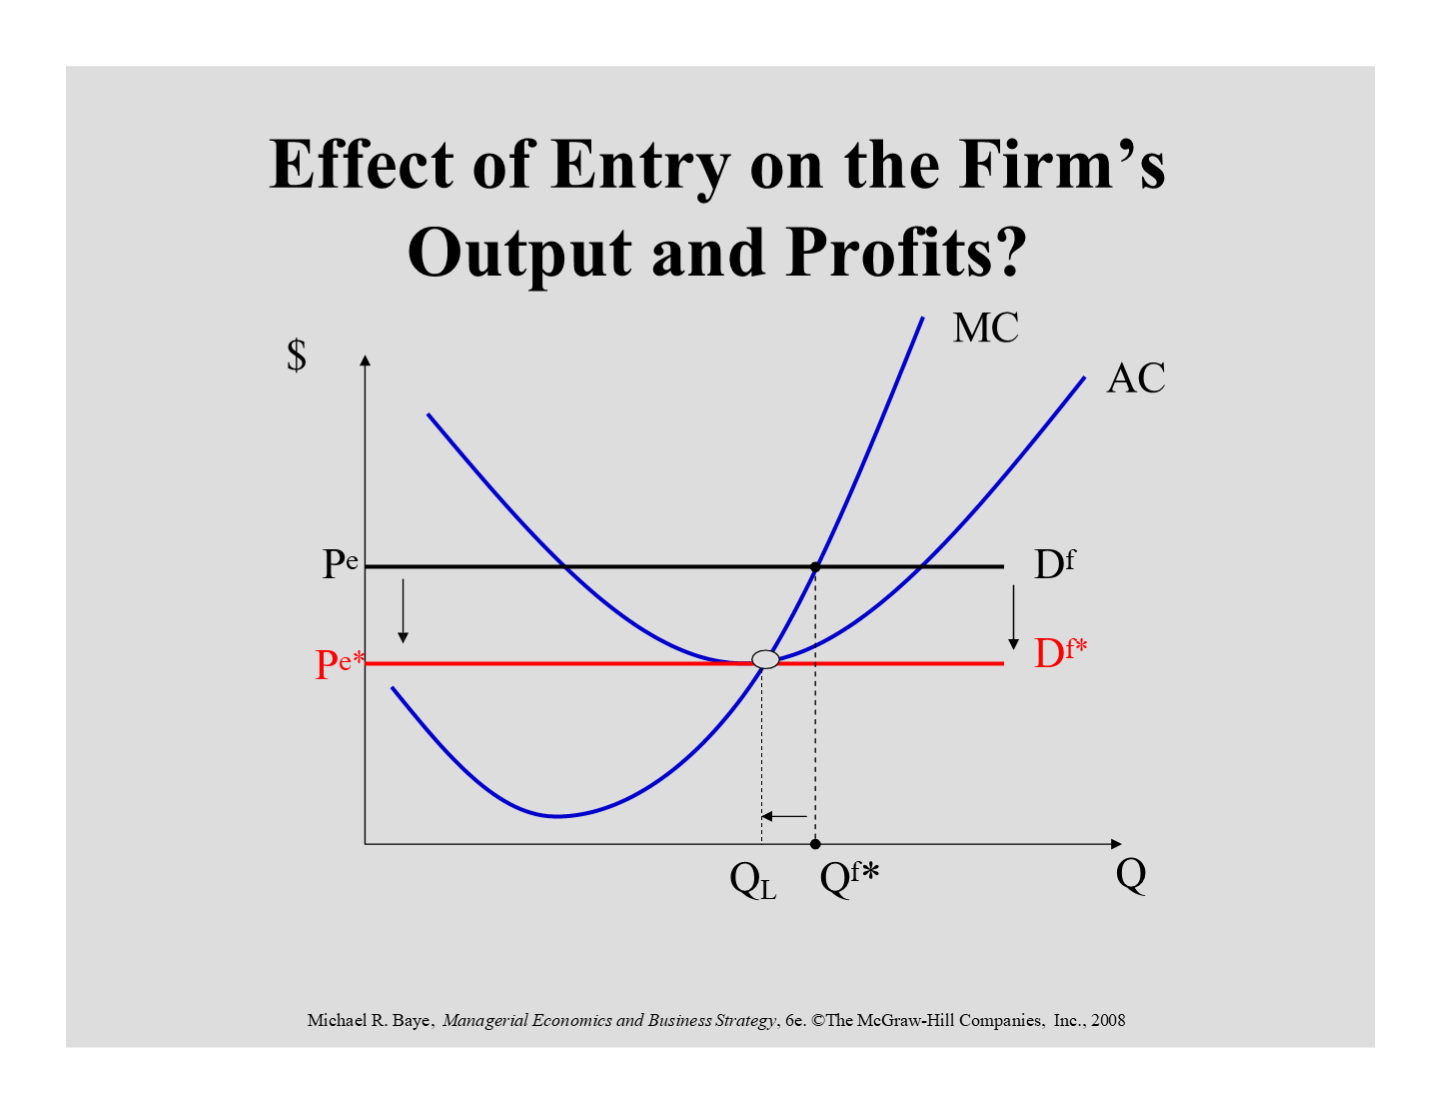 Effect of Entry on the Firm’s
Output and Profits?
$
MC
AC
Pe
Df
Pe*
Df*
QL
Qf*
Q
Michael R. Baye, Managerial Economics and Business Strategy, 6e. ©The McGraw-Hill Companies, Inc., 2008